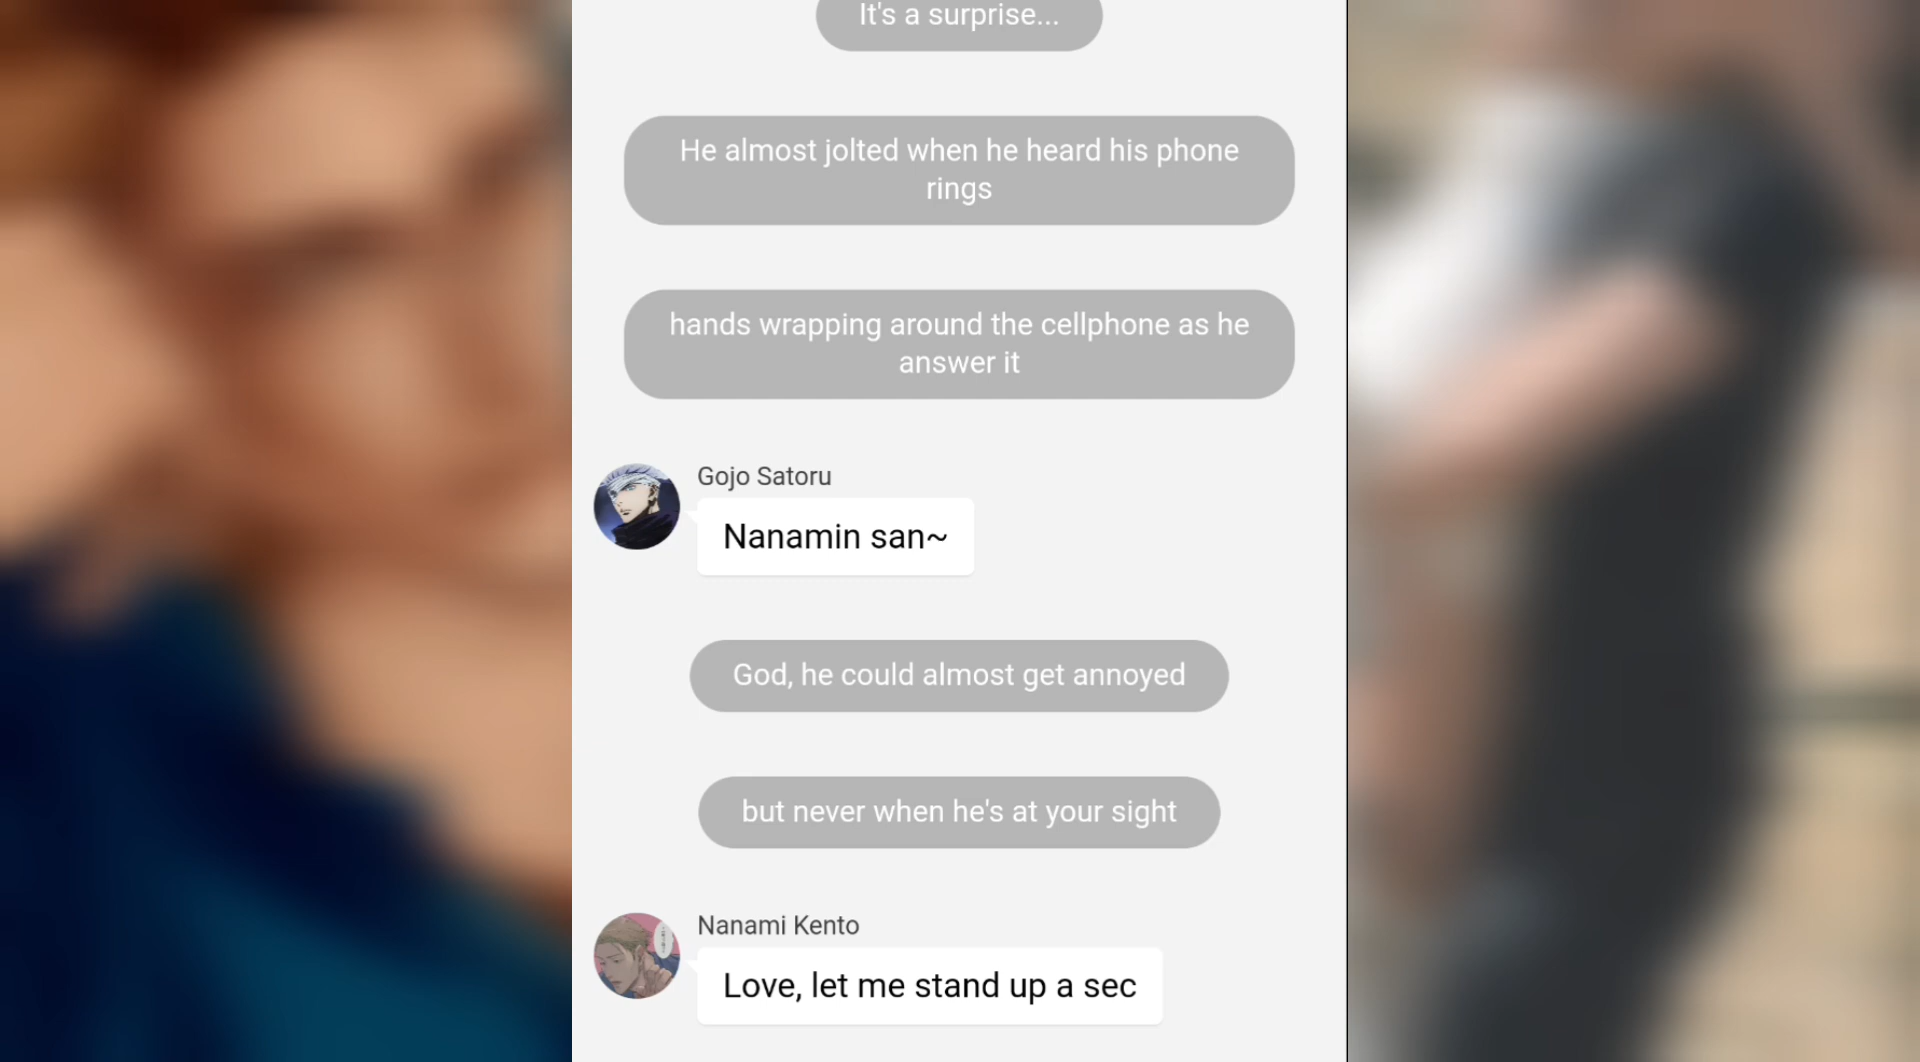 It's a surprise...
He almost jolted when he heard his phone
rings
hands wrapping around the cellphone as he
answer it
Gojo Satoru
Nanamin san~
God, he could almost get annoyed
but never when he's at your sight
Nanami Kento
Love, let me stand up a sec